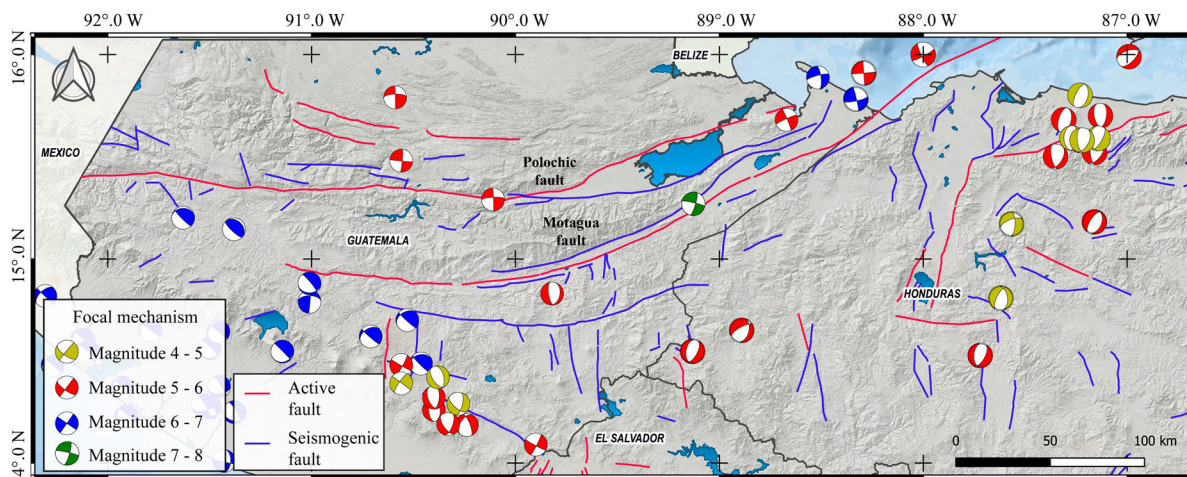 92.0 W 91.0 W 90.0 W 89.0 W 88.0 W 87.0 W
16.0 N
BELIZE
MEXICO
Polochic
fault
Motagua
fault
GUATEMALA
15.0 N
HONDURAS
Focal mechanism
Magnitude 4 - 5
Magnitude 5 - 6
Magnitude 6 - 7
Magnitude 7 - 8
Active
fault
Seismogenic
fault
EL SALVADOR
0 50 100 km
4.0 N